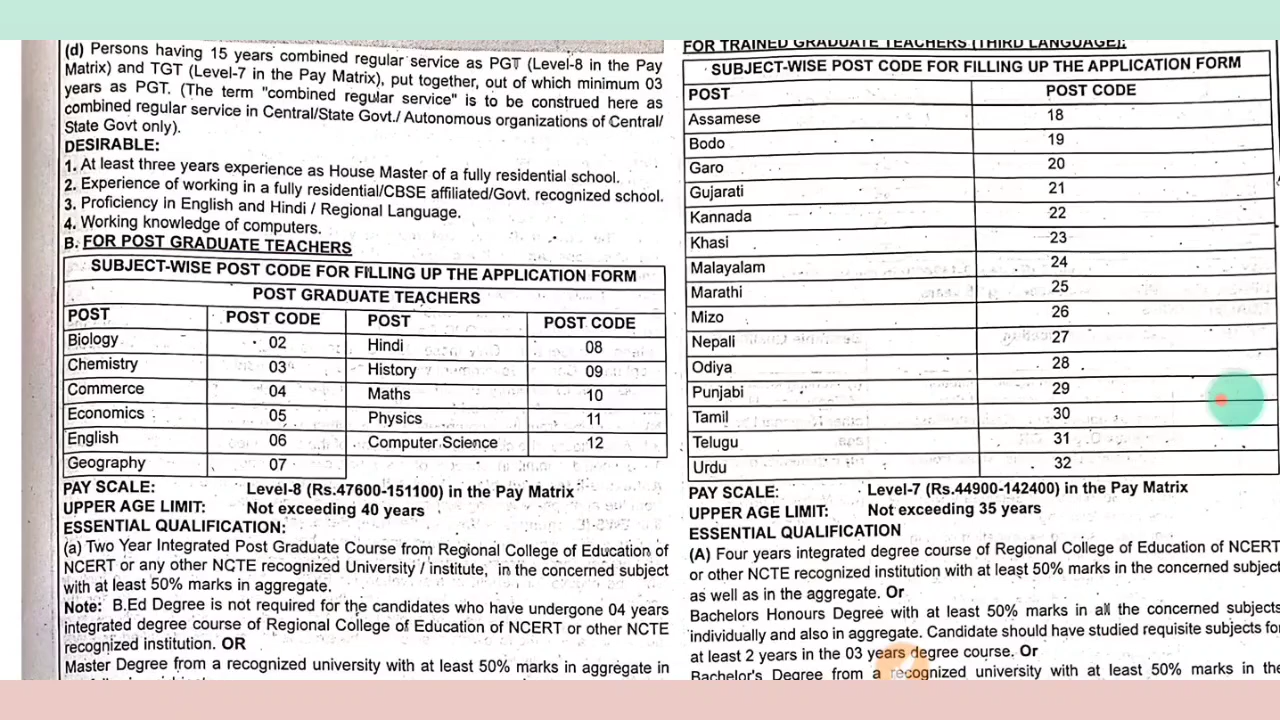 (d) Persons having 15 years combined regular service as PGT (Level-8 in the Pay
Matrix) and TGT (Level-7 in the Pay Matrix), put together, out of which minimum 03
years as PGT. (The term "combined regular service" is to be construed here as
combined regular service in Central/State Govt./ Autonomous organizations of Central/
State Govt only).
DESIRABLE:
1. At least three years experience as House Master of a fully residential school.
2. Experience of working in a fully residential/CBSE affiliated/Govt. recognized school.
3. Proficiency in English and Hindi / Regional Language.
4. Working knowledge of computers.
B. FOR POST GRADUATE TEACHERS
SUBJECT-WISE POST CODE FOR FILLING UP THE APPLICATION FORM
POST GRADUATE TEACHERS
POST POST CODE POST POST CODE
Biology 02 Hindi 08
Chemistry 03 History 09
Commerce 04 Maths 10
Economics 05 Physics 11
English 06 Computer Science 12
Geography 07
PAY SCALE: Level-8 (Rs.47600-151100) in the Pay Matrix
UPPER AGE LIMIT: Not exceeding 40 years
ESSENTIAL QUALIFICATION:
(a) Two Year Integrated Post Graduate Course from Regional College of Education of
NCERT or any other NCTE recognized University / institute, in the concerned subject
with at least 50% marks in aggregate.
Note: B.Ed Degree is not required for the candidates who have undergone 04 years
integrated degree course of Regional College of Education of NCERT or other NCTE
recognized institution. OR
Master Degree from a recognized university with at least 50% marks in aggregate in
FOR TRAINED GRADUATE TEACHERS (THIRD LANGUAGE):
SUBJECT-WISE POST CODE FOR FILLING UP THE APPLICATION FORM
POST POST CODE
Assamese 18
Bodo 19
Garo 20
Gujarati 21
Kannada 22
Khasi 23
Malayalam 24
Marathi 25
Mizo 26
Nepali 27
Odiya 28
Punjabi 29
Tamil 30
Telugu 31
Urdu 32
PAY SCALE: Level-7 (Rs.44900-142400) in the Pay Matrix
UPPER AGE LIMIT: Not exceeding 35 years
ESSENTIAL QUALIFICATION
(A) Four years integrated degree course of Regional College of Education of NCERT
or other NCTE recognized institution with at least 50% marks in the concerned subject
as well as in the aggregate. Or
Bachelors Honours Degree with at least 50% marks in all the concerned subjects
individually and also in aggregate. Candidate should have studied requisite subjects for
at least 2 years in the 03 years degree course. Or
Bachelor's Degree from a recognized university with at least 50% marks in the